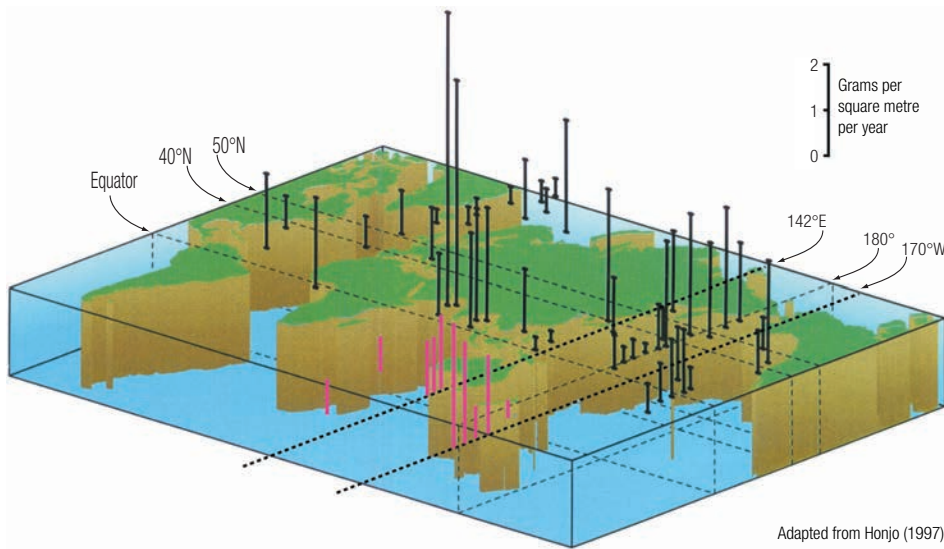 2
Grams per
1
square metre
per year
0
50°N
40°N
Equator
142°E
180°
170°W
Adapted from Honjo (1997)